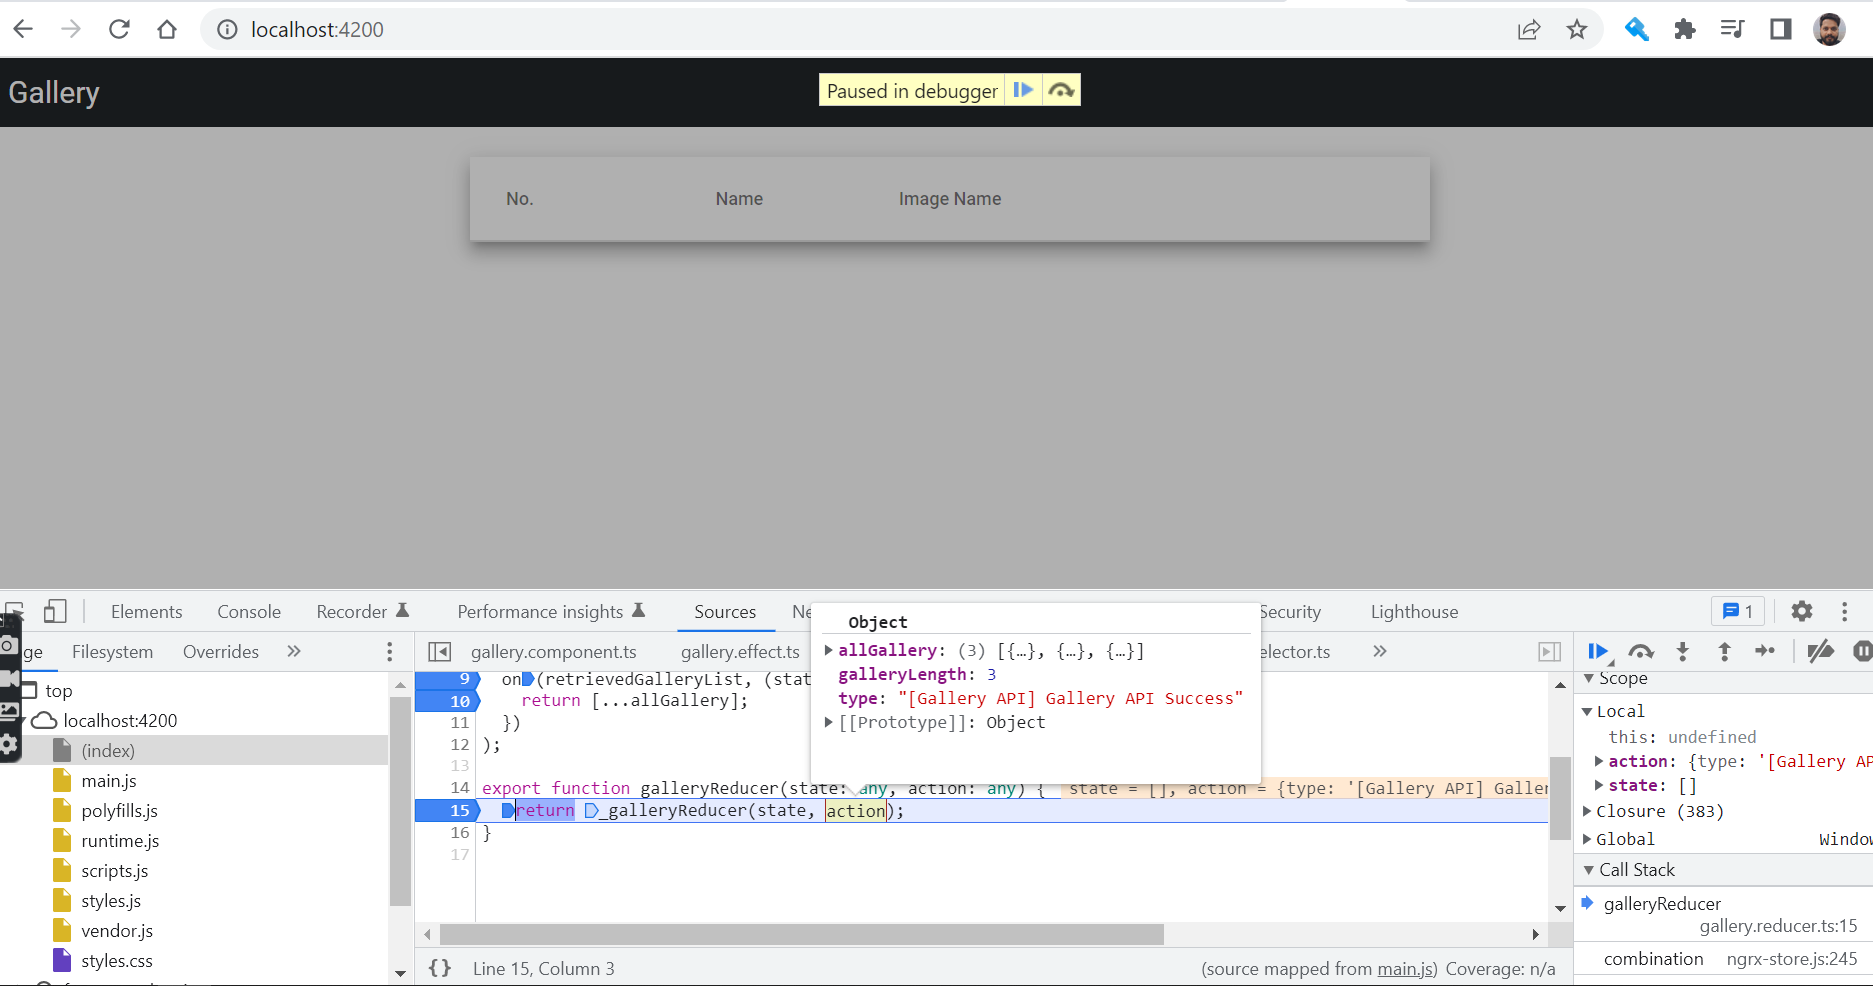 localhost:4200
Gallery
Paused in debugger
No. Name Image Name
Elements Console Recorder Performance insights Sources Security Lighthouse 1
ge Filesystem Overrides » gallery.component.ts gallery.effect.ts elector.ts »
Object
▶ allGallery: (3) [{…}, {…}, {…}]
galleryLength: 3
type: "[Gallery API] Gallery API Success"
▶ [[Prototype]]: Object
top
localhost:4200
(index)
main.js
polyfills.js
runtime.js
scripts.js
styles.js
vendor.js
styles.css
9 on (retrievedGalleryList, (stat
10 return [...allGallery];
11 })
12 );
13
14 export function galleryReducer(state: any, action: any) { state = [], action = {type: '[Gallery API] Galler
15 return _galleryReducer(state, action);
16 }
17
{} Line 15, Column 3 (source mapped from main.js) Coverage: n/a
▼ Scope
▼ Local
this: undefined
▶ action: {type: '[Gallery AP
▶ state: []
▶ Closure (383)
▶ Global Window
▼ Call Stack
galleryReducer
gallery.reducer.ts:15
combination ngrx-store.js:245